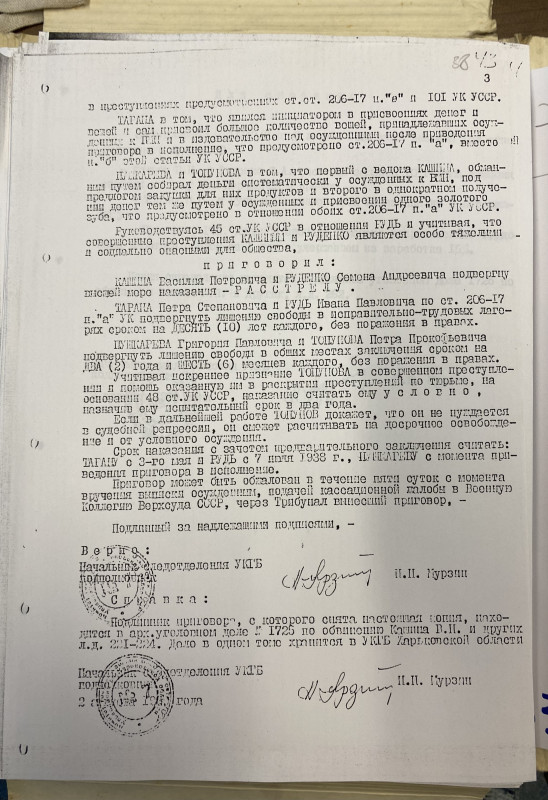 3
в преступлениях предусмотренных ст.ст. 206-17 п."а" и 101 УК УССР.
ТАРАНА в том, что явился инициатором в присвоениях денег и
вещей и сам присвоил большое количество вещей, принадлежавших осуж-
денным к ВМН и в издевательстве над осужденными после приведения
приговора в исполнение, что предусмотрено ст.206-17 п. "а", вместо
п."б" этой статьи УК УССР.
ПУШКАРЕВА и ТОПУНОВА в том, что первый с ведома КАШИНА, обман-
ным путем собирал деньги систематически у осужденных к ВМН, под
предлогом закупки для них продуктов и второго в однократном получе-
нии денег тем же путем у осужденных и присвоении одного золотого
зуба, что предусмотрено в отношении обоих ст.206-17 п."а" УК УССР.
Руководствуясь 45 ст.УК УССР в отношении РУДЬ и учитывая, что
совершенные преступления КАШИНЫМ и РУДЕНКО являются особо тяжелыми
и социально опасными для общества,
п р и г о в о р и л :
КАШИНА Василия Петровича и РУДЕНКО Семена Андреевича подвергнуть
высшей мере наказания - Р А С С Т Р Е Л У .
ТАРАНА Петра Степановича и РУДЬ Ивана Павловича по ст. 206-17
п."а" УК подвергнуть лишению свободы в исправительно-трудовых лаге-
рях сроком на ДЕСЯТЬ (10) лет каждого, без поражения в правах.
ПУШКАРЕВА Григория Павловича и ТОПУНОВА Петра Прокофьевича
подвергнуть лишению свободы в общих местах заключения сроком на
ДВА (2) года и ШЕСТЬ (6) месяцев каждого, без поражения в правах.
Учитывая искреннее признание ТОПУНОВА в совершенном преступле-
нии и помощь оказанную им в раскрытия преступлений по тюрьме, на
основании 48 ст.УК УССР, наказание считать ему у с л о в н о ,
назначив ему испытательный срок в два года.
Если в дальнейшей работе ТОПУНОВ докажет, что он не нуждается
в судебной репрессии, он сможет расчитывать на досрочное освобожде-
ние и от условного осуждения.
Срок наказания с зачетом предварительного заключения считать:
ТАРАНУ с 3-го мая и РУДЬ с 7 июля 1938 г., ПУШКАРЕВУ с момента при-
ведения приговора в исполнение.
Приговор может быть обжалован в течение пяти суток с момента
вручения выписки осужденным, подачей кассационной жалобы в Военную
Коллегию Верхсуда СССР, через Трибунал вынесший приговор, -
Подлинный за надлежащими подписями, -
В е р н о :
Начальник следотделения УКГБ
подполковник
И.П. Мурзин
С п р а в к а :
Подлинник приговора, с которого снята настоящая копия, нахо-
дится в арх.уголовном деле № 1725 по обвинению Кашина В.П. и других
л.д. 221-224. Дело в одном томе хранится в УКГБ Харьковской области
Начальник следотделения УКГБ
подполковник
И.П. Мурзин
2 года